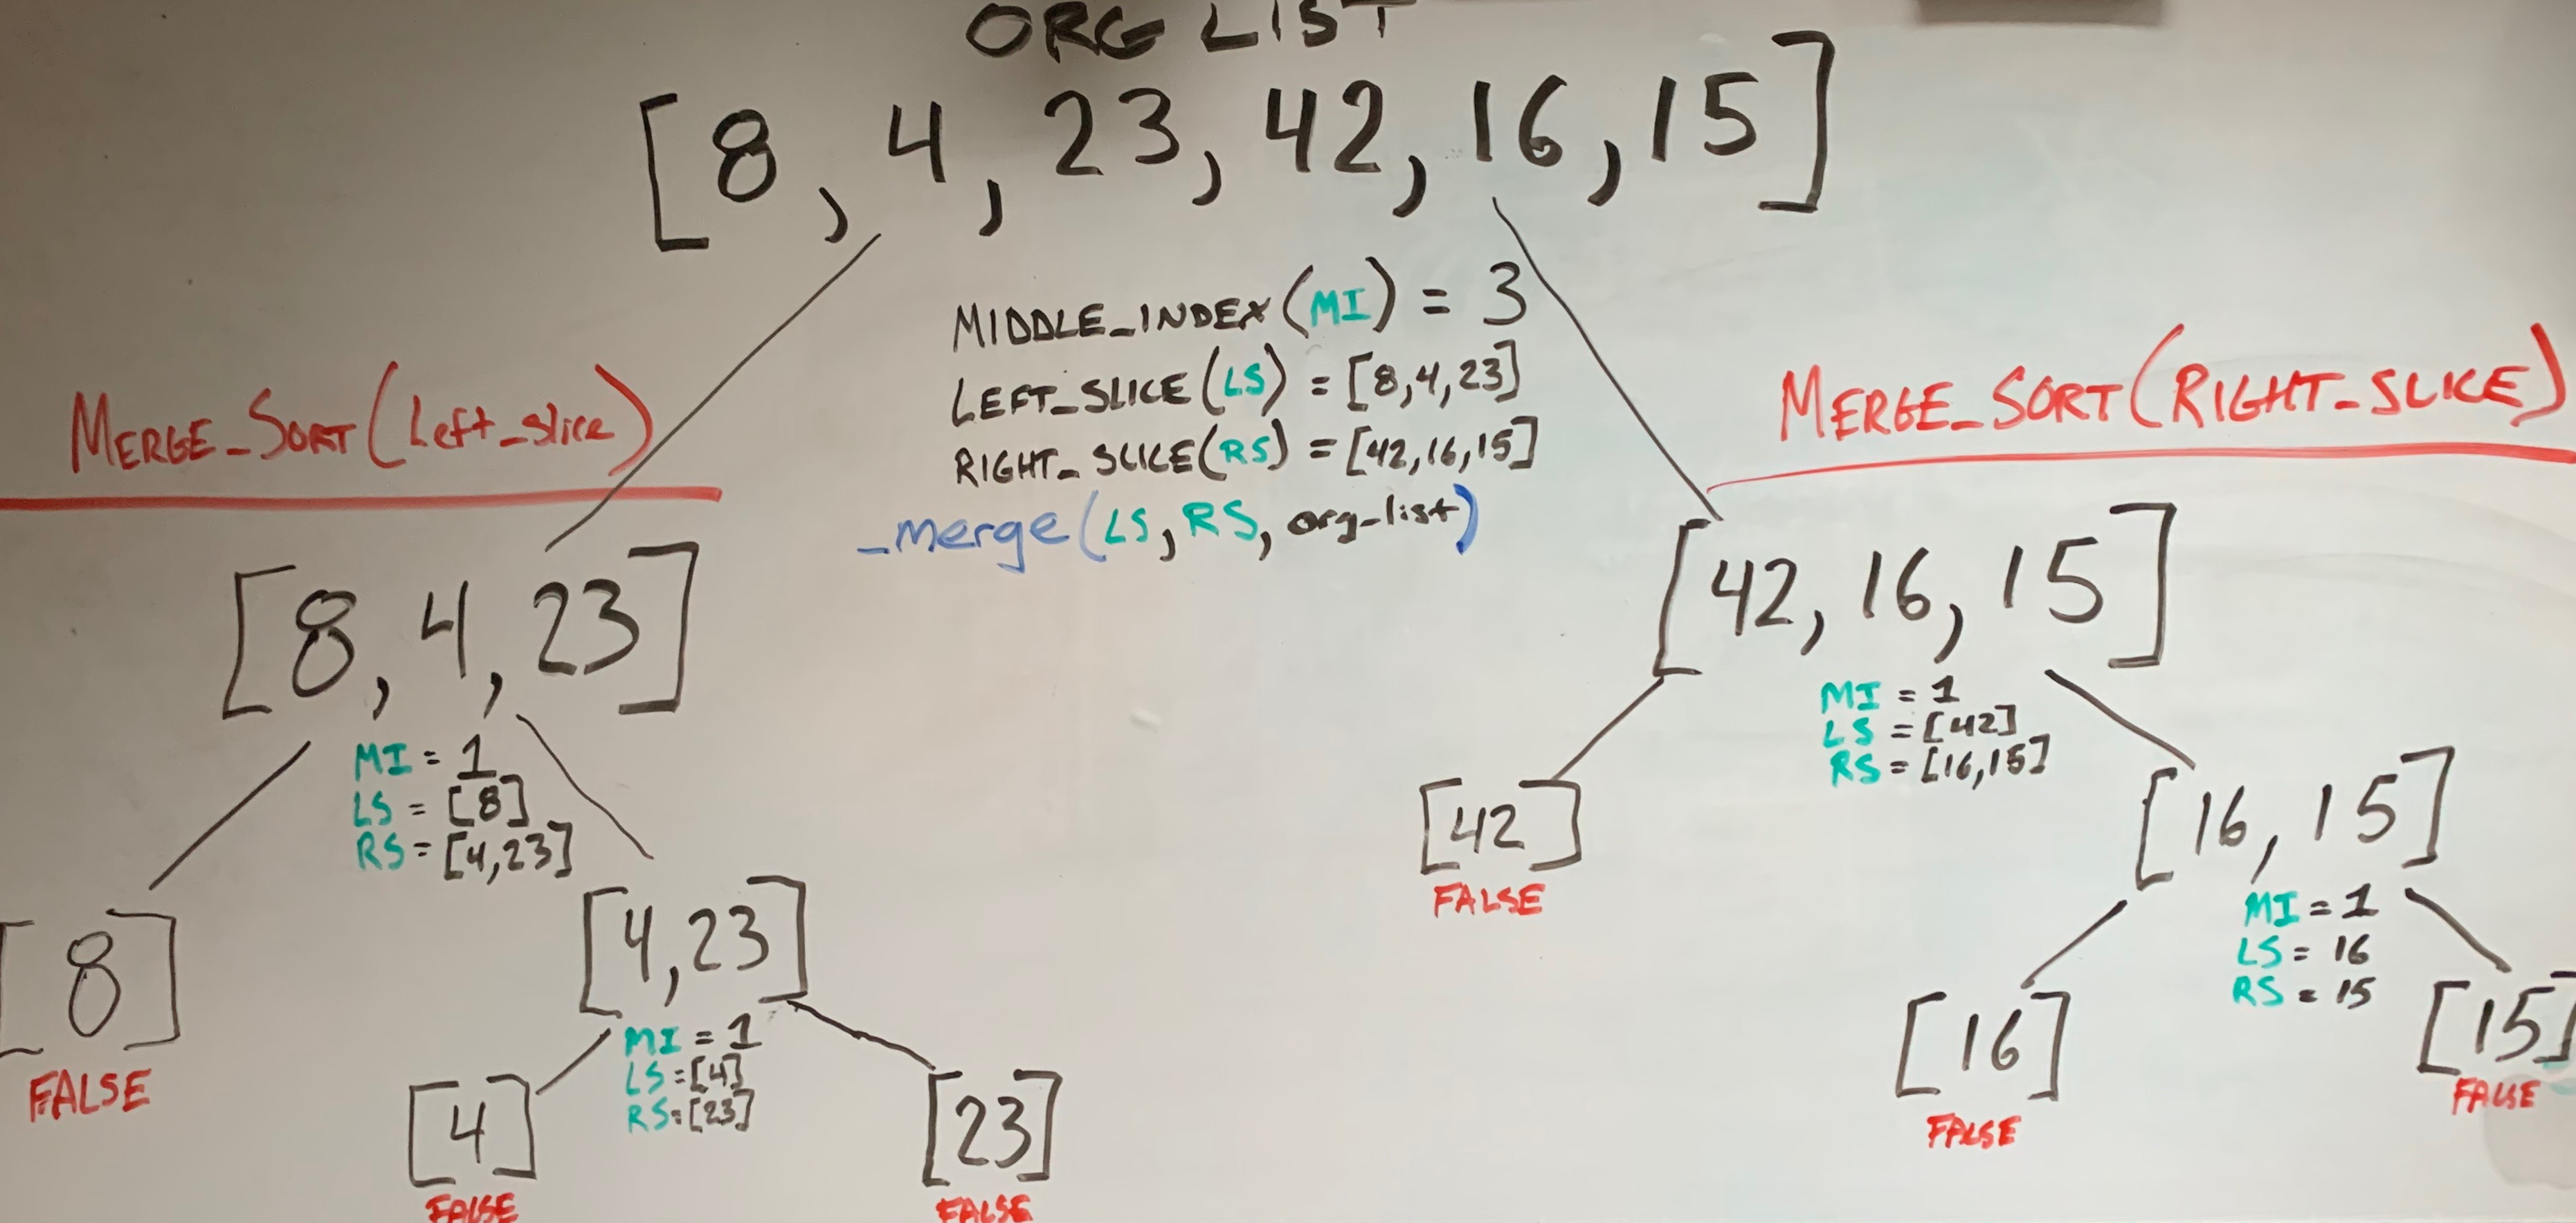 ORG LIST
[8, 4, 23, 42, 16, 15]
MIDDLE_INDEX(MI) = 3
LEFT_SLICE(LS) = [8,4,23]
RIGHT_SLICE(RS) = [42,16,15]
_merge(LS, RS, org_list)
MERGE_SORT(Left_slice)
MERGE_SORT(RIGHT_SLICE)
[8, 4, 23]
MI = 1
LS = [8]
RS = [4,23]
[8]
FALSE
[4,23]
MI = 1
LS = [4]
RS = [23]
[4]
FALSE
[23]
FALSE
[42, 16, 15]
MI = 1
LS = [42]
RS = [16,15]
[42]
FALSE
[16, 15]
MI = 1
LS = 16
RS = 15
[16]
FALSE
[15]
FALSE